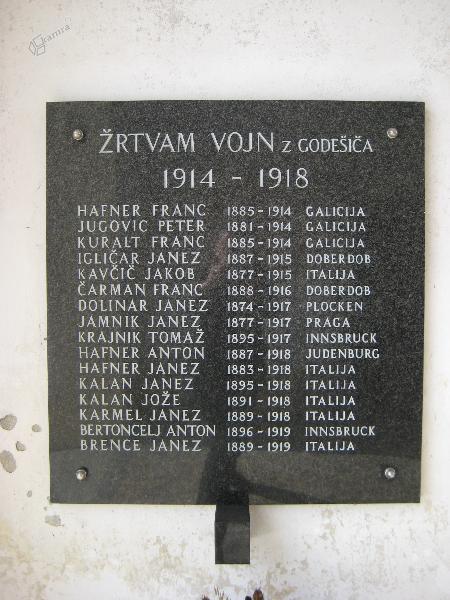 kamra
ŽRTVAM VOJN Z GODEŠIČA
1914 - 1918
HAFNER FRANC 1885 - 1914 GALICIJA
JUGOVIC PETER 1881 - 1914 GALICIJA
KURALT FRANC 1885 - 1914 GALICIJA
IGLIČAR JANEZ 1887 - 1915 DOBERDOB
KAVČIČ JAKOB 1877 - 1915 ITALIJA
ČARMAN FRANC 1888 - 1916 DOBERDOB
DOLINAR JANEZ 1874 - 1917 PLOCKEN
JAMNIK JANEZ 1877 - 1917 PRAGA
KRAJNIK TOMAŽ 1895 - 1917 INNSBRUCK
HAFNER ANTON 1887 - 1918 JUDENBURG
HAFNER JANEZ 1883 - 1918 ITALIJA
KALAN JANEZ 1895 - 1918 ITALIJA
KALAN JOŽE 1891 - 1918 ITALIJA
KARMEL JANEZ 1889 - 1918 ITALIJA
BERTONCELJ ANTON 1896 - 1919 INNSBRUCK
BRENCE JANEZ 1889 - 1919 ITALIJA